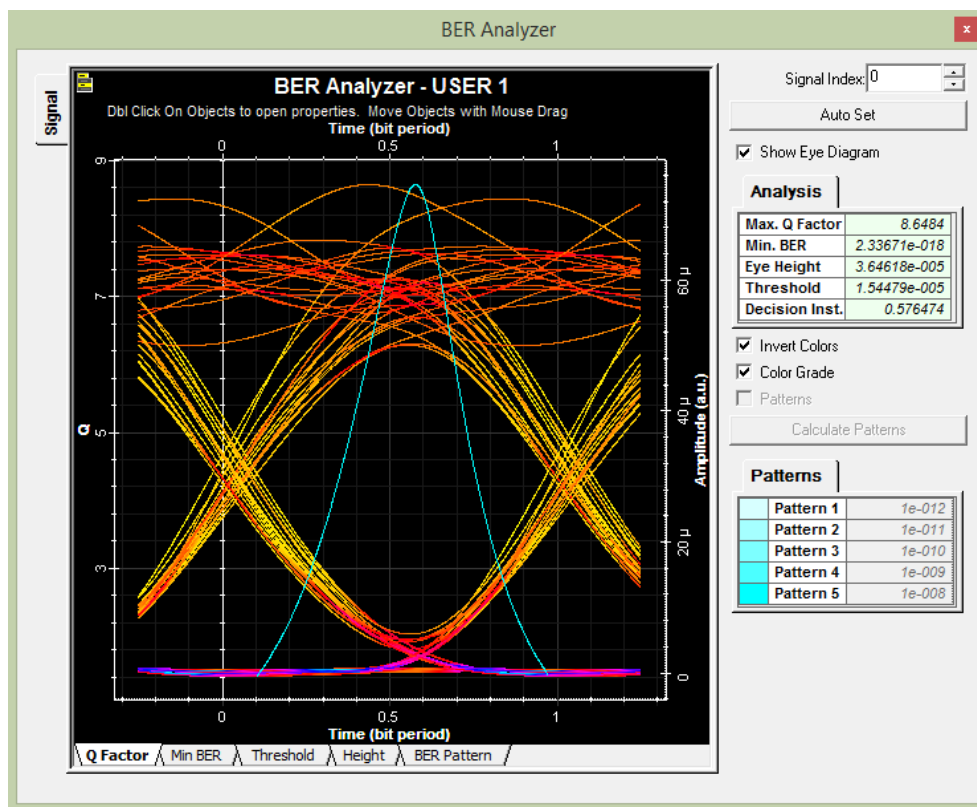 BER Analyzer
x
Signal
BER Analyzer - USER 1
Dbl Click On Objects to open properties. Move Objects with Mouse Drag
Time (bit period)
0 0.5 1
9
7
5
3
Q
60 µ
40 µ
20 µ
0
Amplitude (a.u.)
0 0.5 1
Time (bit period)
Q Factor Min BER Threshold Height BER Pattern
Signal Index: 0
Auto Set
Show Eye Diagram
Analysis
Max. Q Factor 8.6484
Min. BER 2.33671e-018
Eye Height 3.64618e-005
Threshold 1.54479e-005
Decision Inst. 0.576474
Invert Colors
Color Grade
Patterns
Calculate Patterns
Patterns
Pattern 1 1e-012
Pattern 2 1e-011
Pattern 3 1e-010
Pattern 4 1e-009
Pattern 5 1e-008